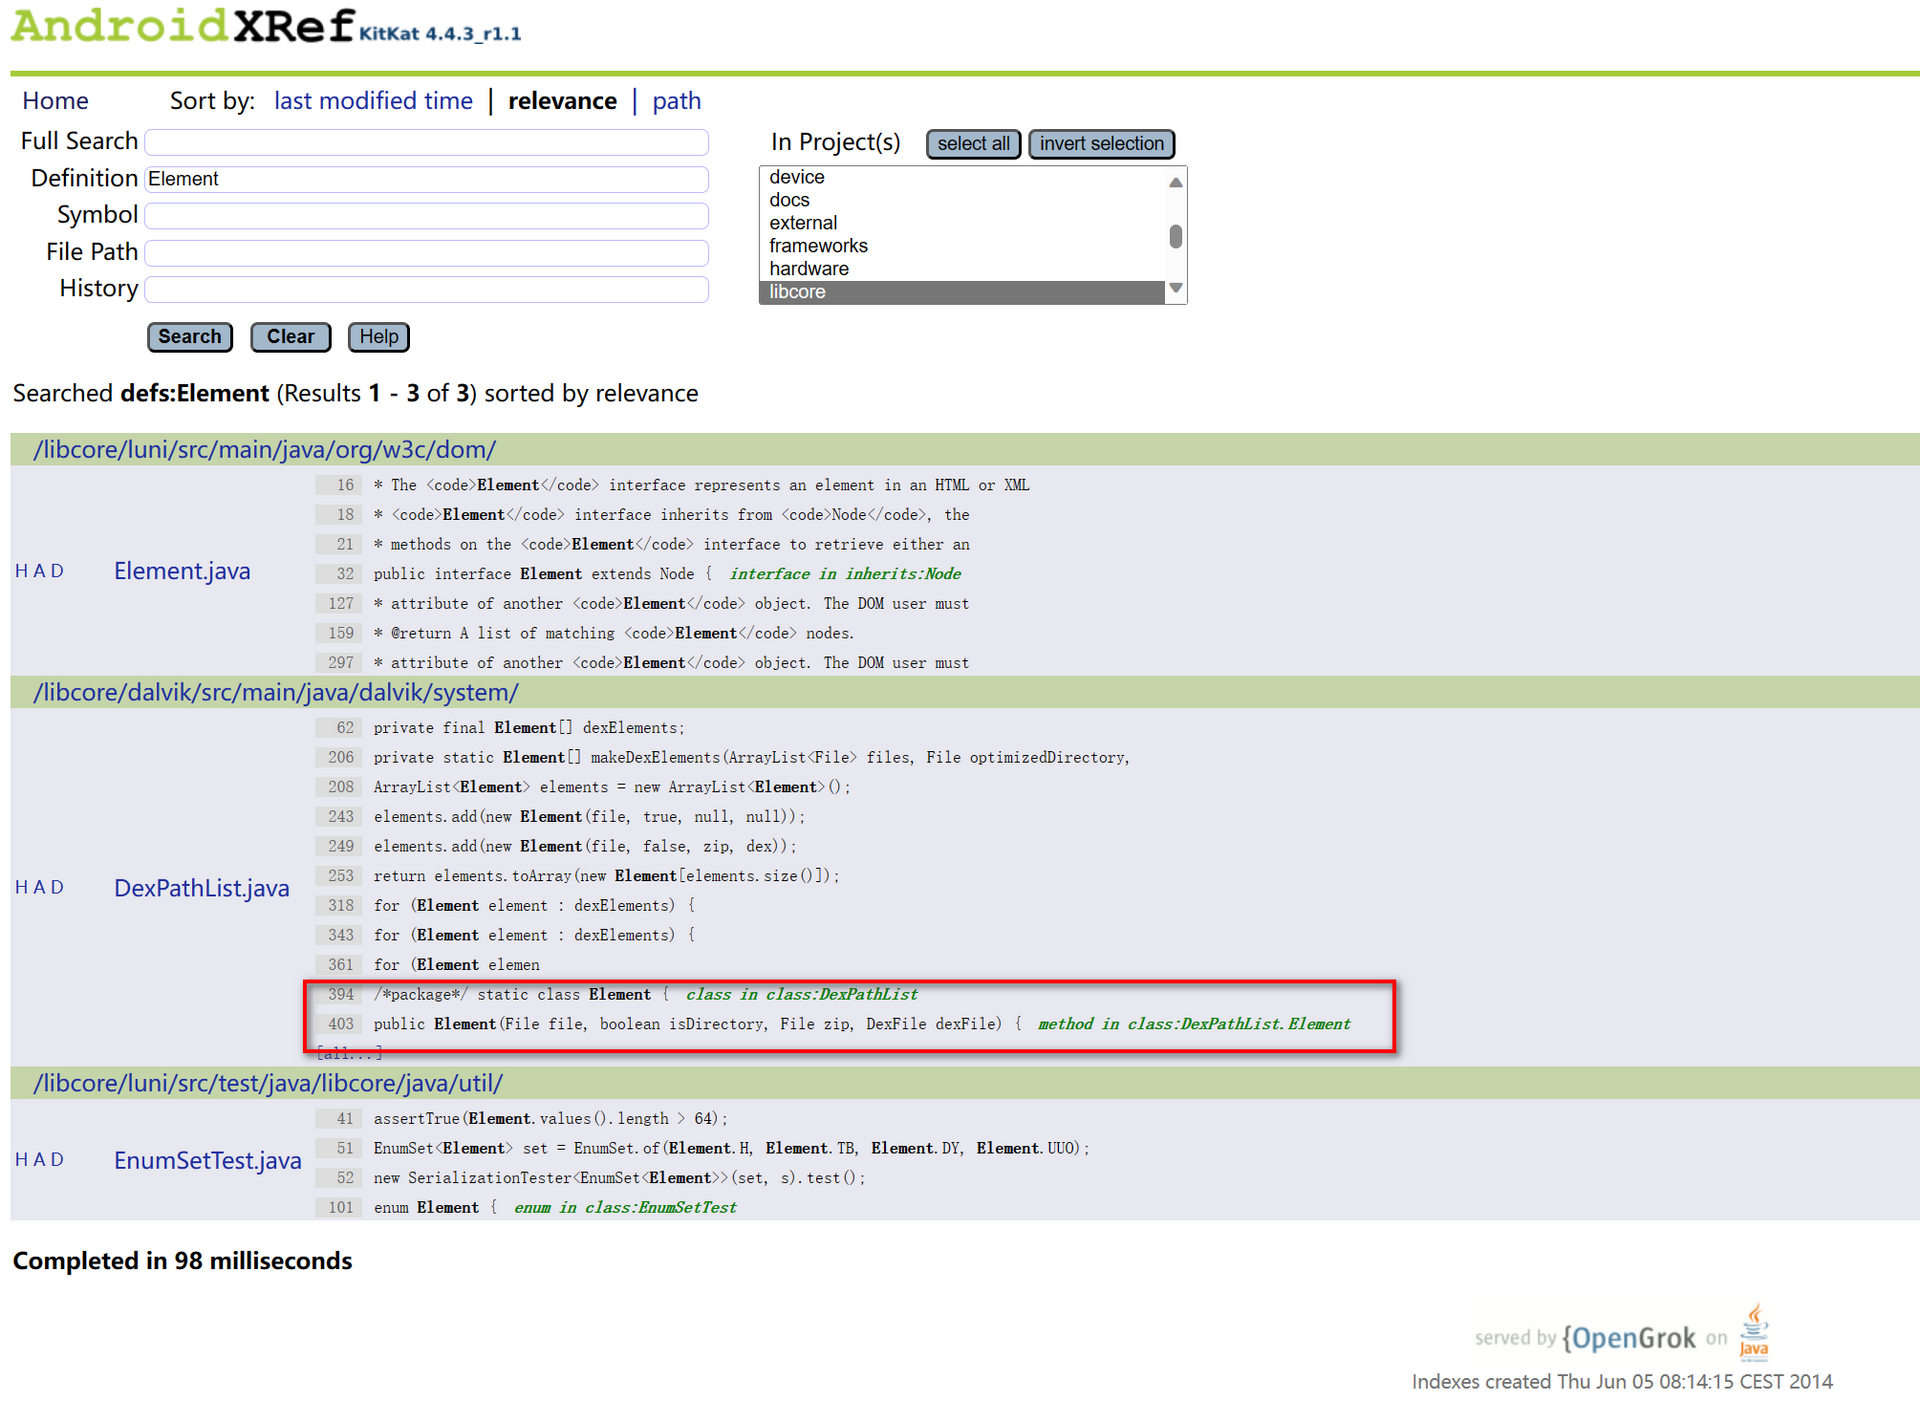 AndroidXRef KitKat 4.4.3_r1.1
Home Sort by: last modified time | relevance | path
Full Search
Definition Element
Symbol
File Path
History
Search Clear Help
In Project(s) select all invert selection
device
docs
external
frameworks
hardware
libcore
Searched defs:Element (Results 1 - 3 of 3) sorted by relevance
/libcore/luni/src/main/java/org/w3c/dom/
H A D Element.java
16 * The <code>Element</code> interface represents an element in an HTML or XML
18 * <code>Element</code> interface inherits from <code>Node</code>, the
21 * methods on the <code>Element</code> interface to retrieve either an
32 public interface Element extends Node { interface in inherits:Node
127 * attribute of another <code>Element</code> object. The DOM user must
159 * @return A list of matching <code>Element</code> nodes.
297 * attribute of another <code>Element</code> object. The DOM user must
/libcore/dalvik/src/main/java/dalvik/system/
H A D DexPathList.java
62 private final Element[] dexElements;
206 private static Element[] makeDexElements(ArrayList<File> files, File optimizedDirectory,
208 ArrayList<Element> elements = new ArrayList<Element>();
243 elements.add(new Element(file, true, null, null));
249 elements.add(new Element(file, false, zip, dex));
253 return elements.toArray(new Element[elements.size()]);
318 for (Element element : dexElements) {
343 for (Element element : dexElements) {
361 for (Element elemen
394 /*package*/ static class Element { class in class:DexPathList
403 public Element(File file, boolean isDirectory, File zip, DexFile dexFile) { method in class:DexPathList.Element
[all...]
/libcore/luni/src/test/java/libcore/java/util/
H A D EnumSetTest.java
41 assertTrue(Element.values().length > 64);
51 EnumSet<Element> set = EnumSet.of(Element.H, Element.TB, Element.DY, Element.UUO);
52 new SerializationTester<EnumSet<Element>>(set, s).test();
101 enum Element { enum in class:EnumSetTest
Completed in 98 milliseconds
served by {OpenGrok on Java
Indexes created Thu Jun 05 08:14:15 CEST 2014